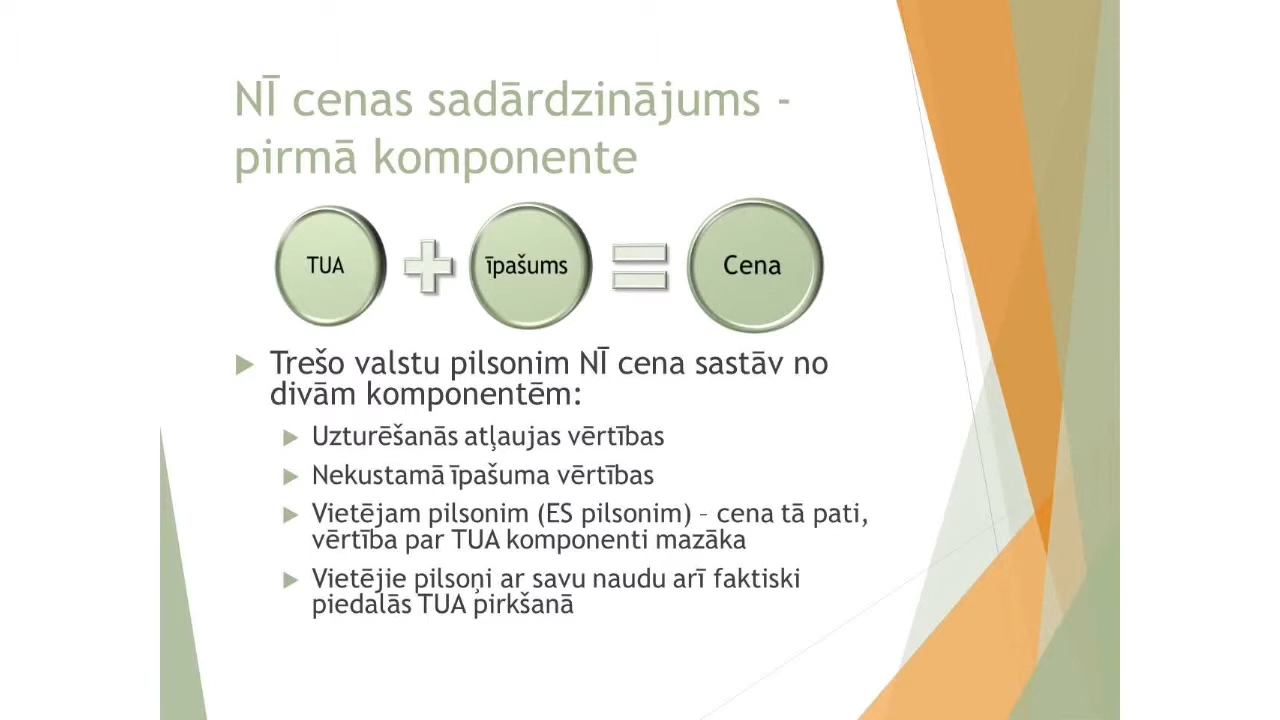 NĪ cenas sadārdzinājums -
pirmā komponente
TUA + īpašums = Cena
Trešo valstu pilsonim NĪ cena sastāv no
divām komponentēm:
Uzturēšanās atļaujas vērtības
Nekustamā īpašuma vērtības
Vietējam pilsonim (ES pilsonim) – cena tā pati,
vērtība par TUA komponenti mazāka
Vietējie pilsoņi ar savu naudu arī faktiski
piedalās TUA pirkšanā